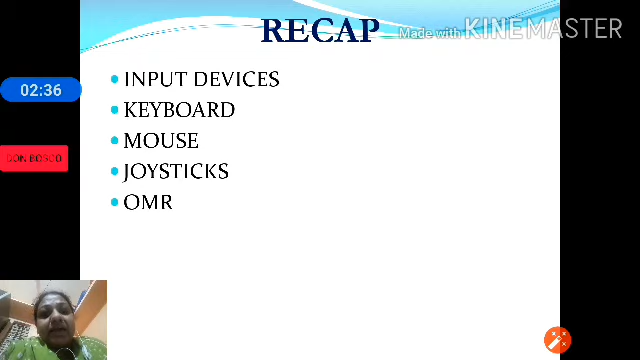 RECAP
Made with KINEMASTER
INPUT DEVICES
02:36
KEYBOARD
MOUSE
DON BOSCO
JOYSTICKS
OMR